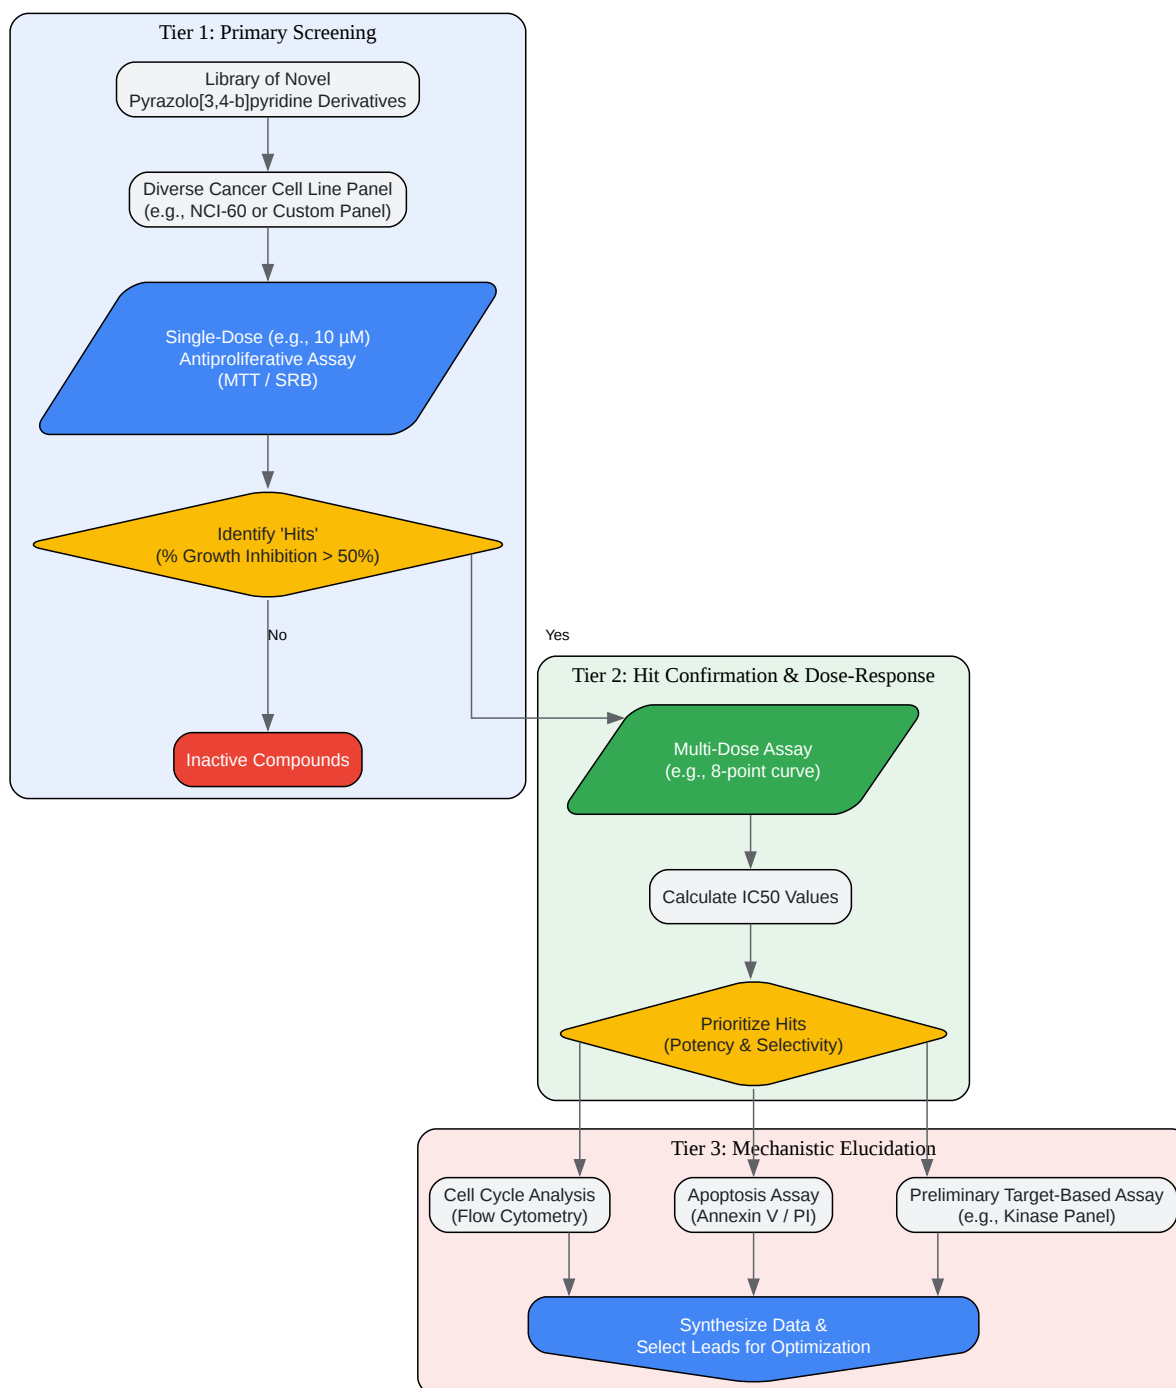 Tier 1: Primary Screening
Library of Novel
Pyrazolo[3,4-b]pyridine Derivatives
Diverse Cancer Cell Line Panel
(e.g., NCI-60 or Custom Panel)
Single-Dose (e.g., 10 µM)
Antiproliferative Assay
(MTT / SRB)
Identify 'Hits'
(% Growth Inhibition > 50%)
No
Yes
Inactive Compounds
Tier 2: Hit Confirmation & Dose-Response
Multi-Dose Assay
(e.g., 8-point curve)
Calculate IC50 Values
Prioritize Hits
(Potency & Selectivity)
Tier 3: Mechanistic Elucidation
Cell Cycle Analysis
(Flow Cytometry)
Apoptosis Assay
(Annexin V / PI)
Preliminary Target-Based Assay
(e.g., Kinase Panel)
Synthesize Data &
Select Leads for Optimization